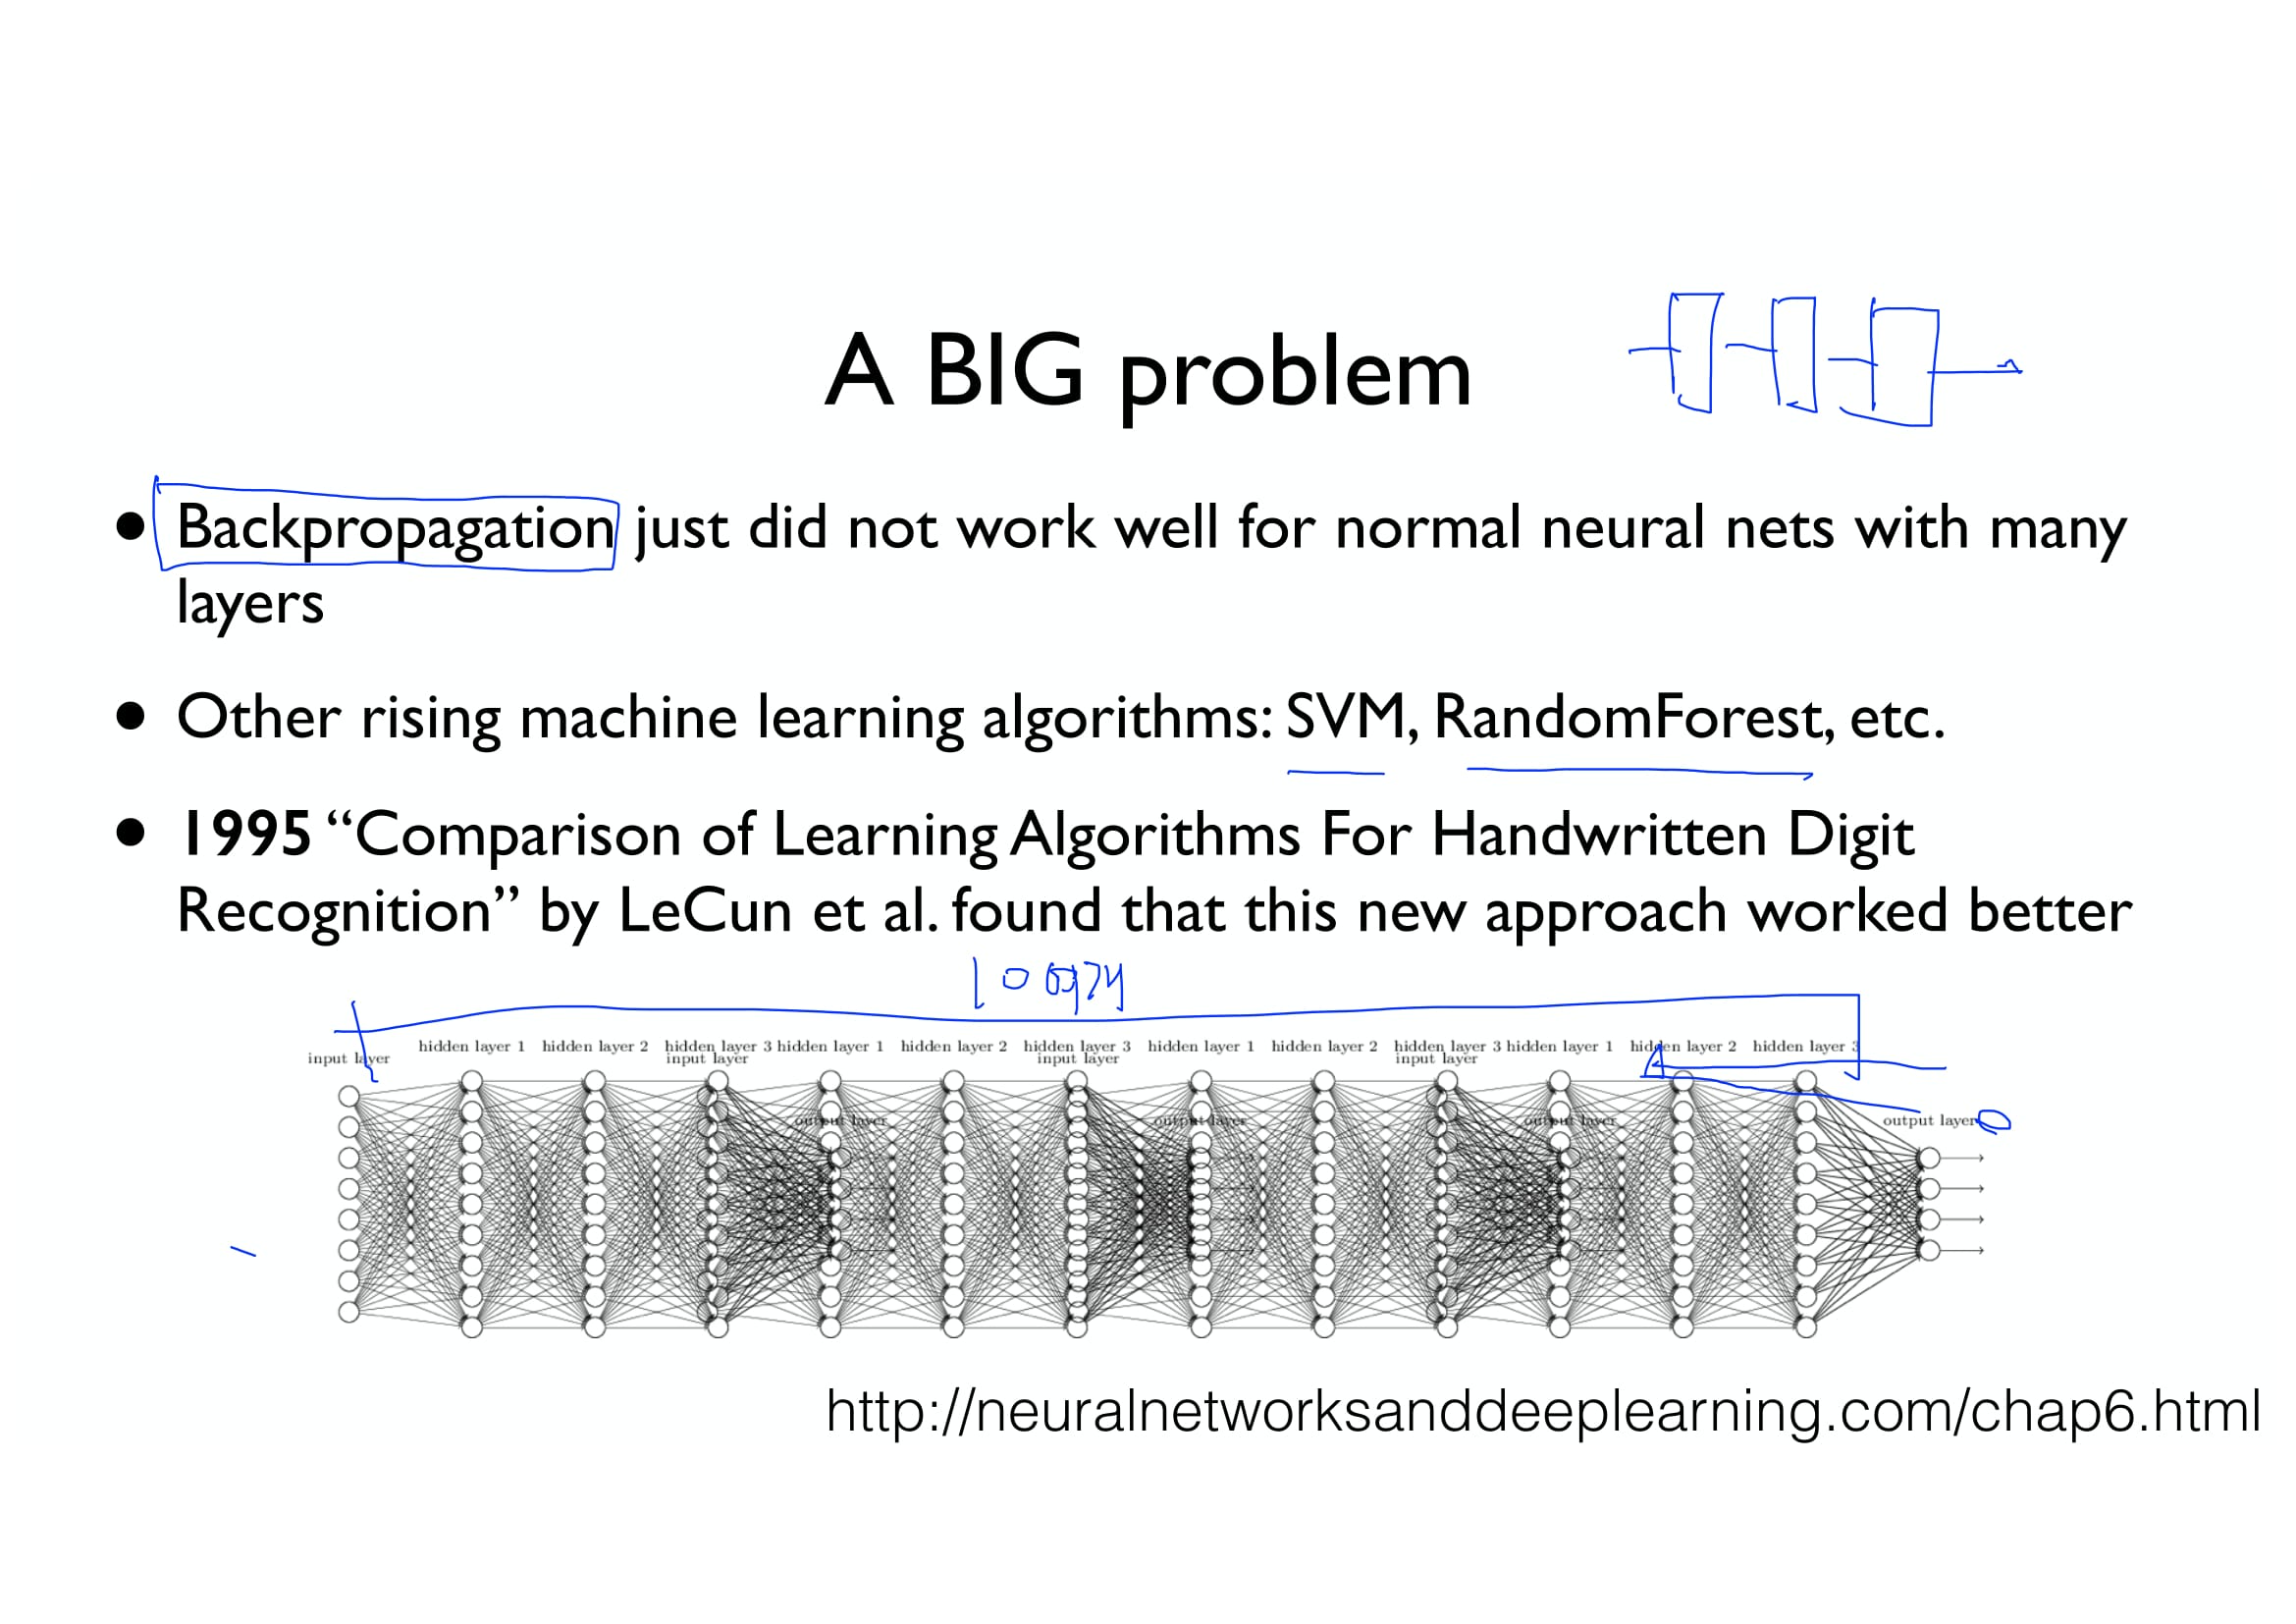 A BIG problem
• Backpropagation just did not work well for normal neural nets with many
layers
• Other rising machine learning algorithms: SVM, RandomForest, etc.
• 1995 “Comparison of Learning Algorithms For Handwritten Digit
Recognition” by LeCun et al. found that this new approach worked better
hidden layer 1 hidden layer 2 hidden layer 3 hidden layer 1 hidden layer 2 hidden layer 3 hidden layer 1 hidden layer 2 hidden layer 3 hidden layer 1 hidden layer 2 hidden layer 3
input layer input layer input layer input layer
output layer output layer output layer output layer
http://neuralnetworksanddeeplearning.com/chap6.html